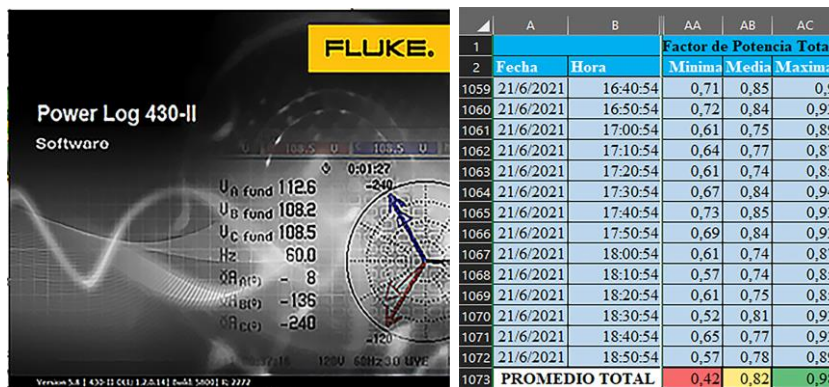 FLUKE.
Power Log 430-II
Software
0:01:27
-240
U A fund 112.6
U B fund 108.2
U C fund 108.5
Hz 60.0
ØA A(°) - 8
ØA B(°) -136
ØA C(°) -240
-120
120V 60Hz 3Ø WYE
A B AA AB AC
1 Factor de Potencia Tota
2 Fecha Hora Minima Media Maxima
1059 21/6/2021 16:40:54 0,71 0,85
1060 21/6/2021 16:50:54 0,72 0,84
1061 21/6/2021 17:00:54 0,61 0,75
1062 21/6/2021 17:10:54 0,64 0,77
1063 21/6/2021 17:20:54 0,61 0,74
1064 21/6/2021 17:30:54 0,67 0,84
1065 21/6/2021 17:40:54 0,73 0,85
1066 21/6/2021 17:50:54 0,69 0,84
1067 21/6/2021 18:00:54 0,61 0,74
1068 21/6/2021 18:10:54 0,57 0,74
1069 21/6/2021 18:20:54 0,61 0,75
1070 21/6/2021 18:30:54 0,52 0,81
1071 21/6/2021 18:40:54 0,65 0,77
1072 21/6/2021 18:50:54 0,57 0,78
1073 PROMEDIO TOTAL 0,42 0,82